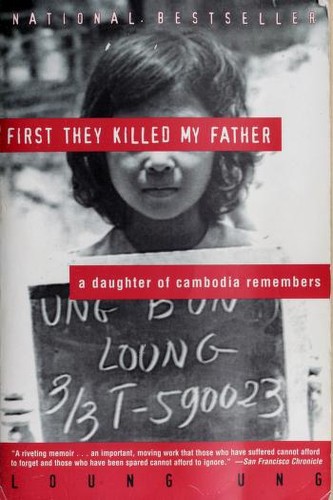 NATIONAL BESTSELLER
FIRST THEY KILLED MY FATHER
a daughter of cambodia remembers
UNG BUN
LOUNG
3/3 T-590023
"A riveting memoir . . . an important, moving work that those who have suffered cannot afford
to forget and those who have been spared cannot afford to ignore." —San Francisco Chronicle
LOUNG UNG